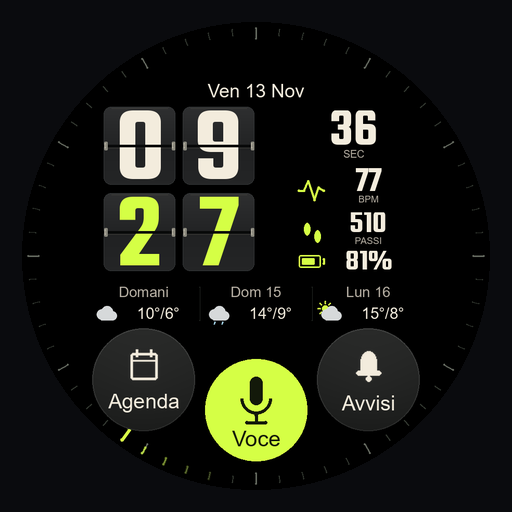 Ven 13 Nov
09
27
36
SEC
77
BPM
510
PASSI
81%
Domani
10°/6°
Dom 15
14°/9°
Lun 16
15°/8°
Agenda
Voce
Avvisi